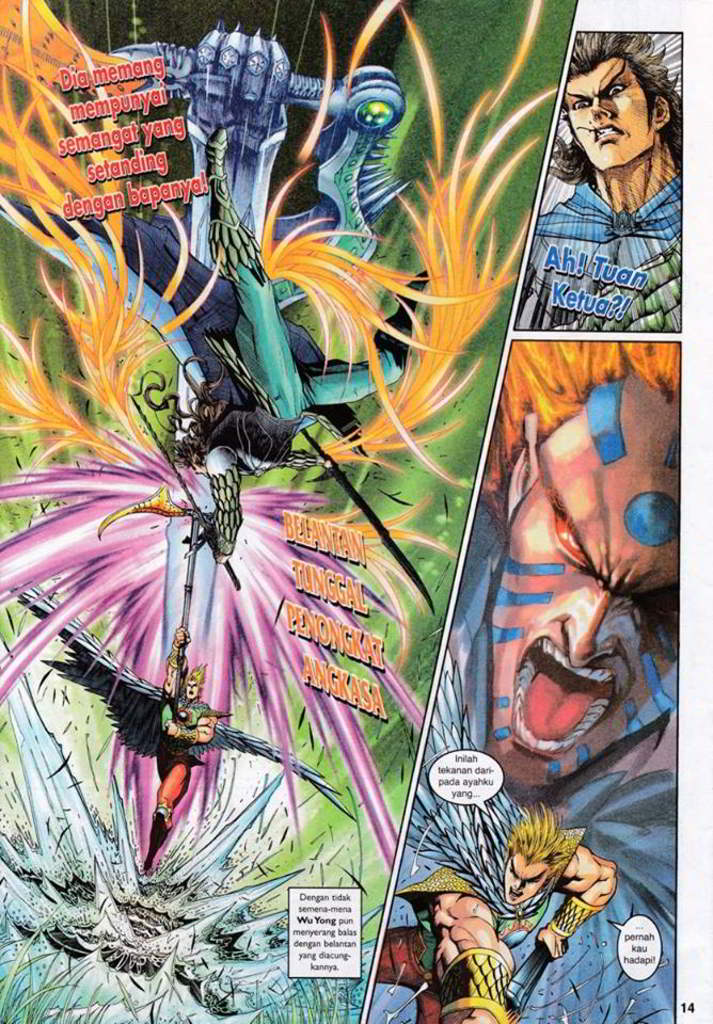 Dia memang
mempunyai
semangat yang
setanding
dengan bapanya!
Ah! Tuan
Ketua?!
BELANTAN
TUNGGAL
PENONGKAT
ANGKASA
Inilah
tekanan dari-
pada ayahku
yang...
Dengan tidak
semena-mena
Wu Yong pun
menyerang balas
dengan belantan
yang diacung-
kannya.
...
pernah
kau
hadapi!
14